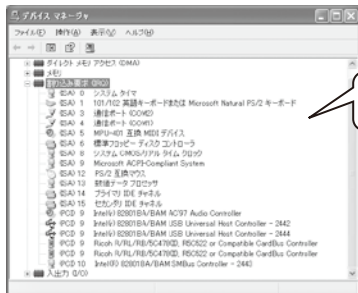 デバイス マネージャ
ファイル(F) 操作(A) 表示(V) ヘルプ(H)
ダイレクト メモリ アクセス (DMA)
メモリ
割り込み要求 (IRQ)
(ISA) 0 システム タイマ
(ISA) 1 101/102 英語キーボードまたは Microsoft Natural PS/2 キーボード
(ISA) 3 通信ポート (COM2)
(ISA) 4 通信ポート (COM1)
(ISA) 5 MPU-401 互換 MIDI デバイス
(ISA) 6 標準フロッピー ディスク コントローラ
(ISA) 8 システム CMOS/リアル タイム クロック
(ISA) 9 Microsoft ACPI-Compliant System
(ISA) 12 PS/2 互換マウス
(ISA) 13 数値データ プロセッサ
(ISA) 14 プライマリ IDE チャネル
(ISA) 15 セカンダリ IDE チャネル
(PCI) 9 Intel(r) 82801BA/BAM AC'97 Audio Controller
(PCI) 9 Intel(r) 82801BA/BAM USB Universal Host Controller - 2442
(PCI) 9 Intel(r) 82801BA/BAM USB Universal Host Controller - 2444
(PCI) 9 Ricoh R/RL/RB/5C478(II), R5C522 or Compatible CardBus Controller
(PCI) 9 Ricoh R/RL/RB/5C478(II), R5C522 or Compatible CardBus Controller
(PCI) 10 Intel(R) 82801BA/BAM SMBus Controller - 2443
入出力 (I/O)